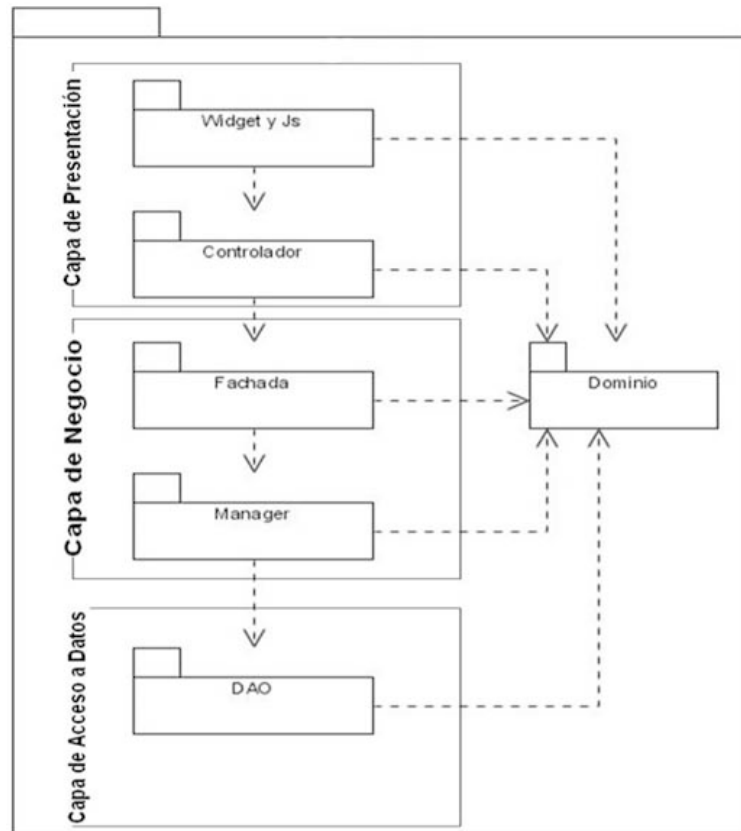 Capa de Presentación
Widget y Js
Controlador
Capa de Negocio
Fachada
Dominio
Manager
Capa de Acceso a Datos
DAO